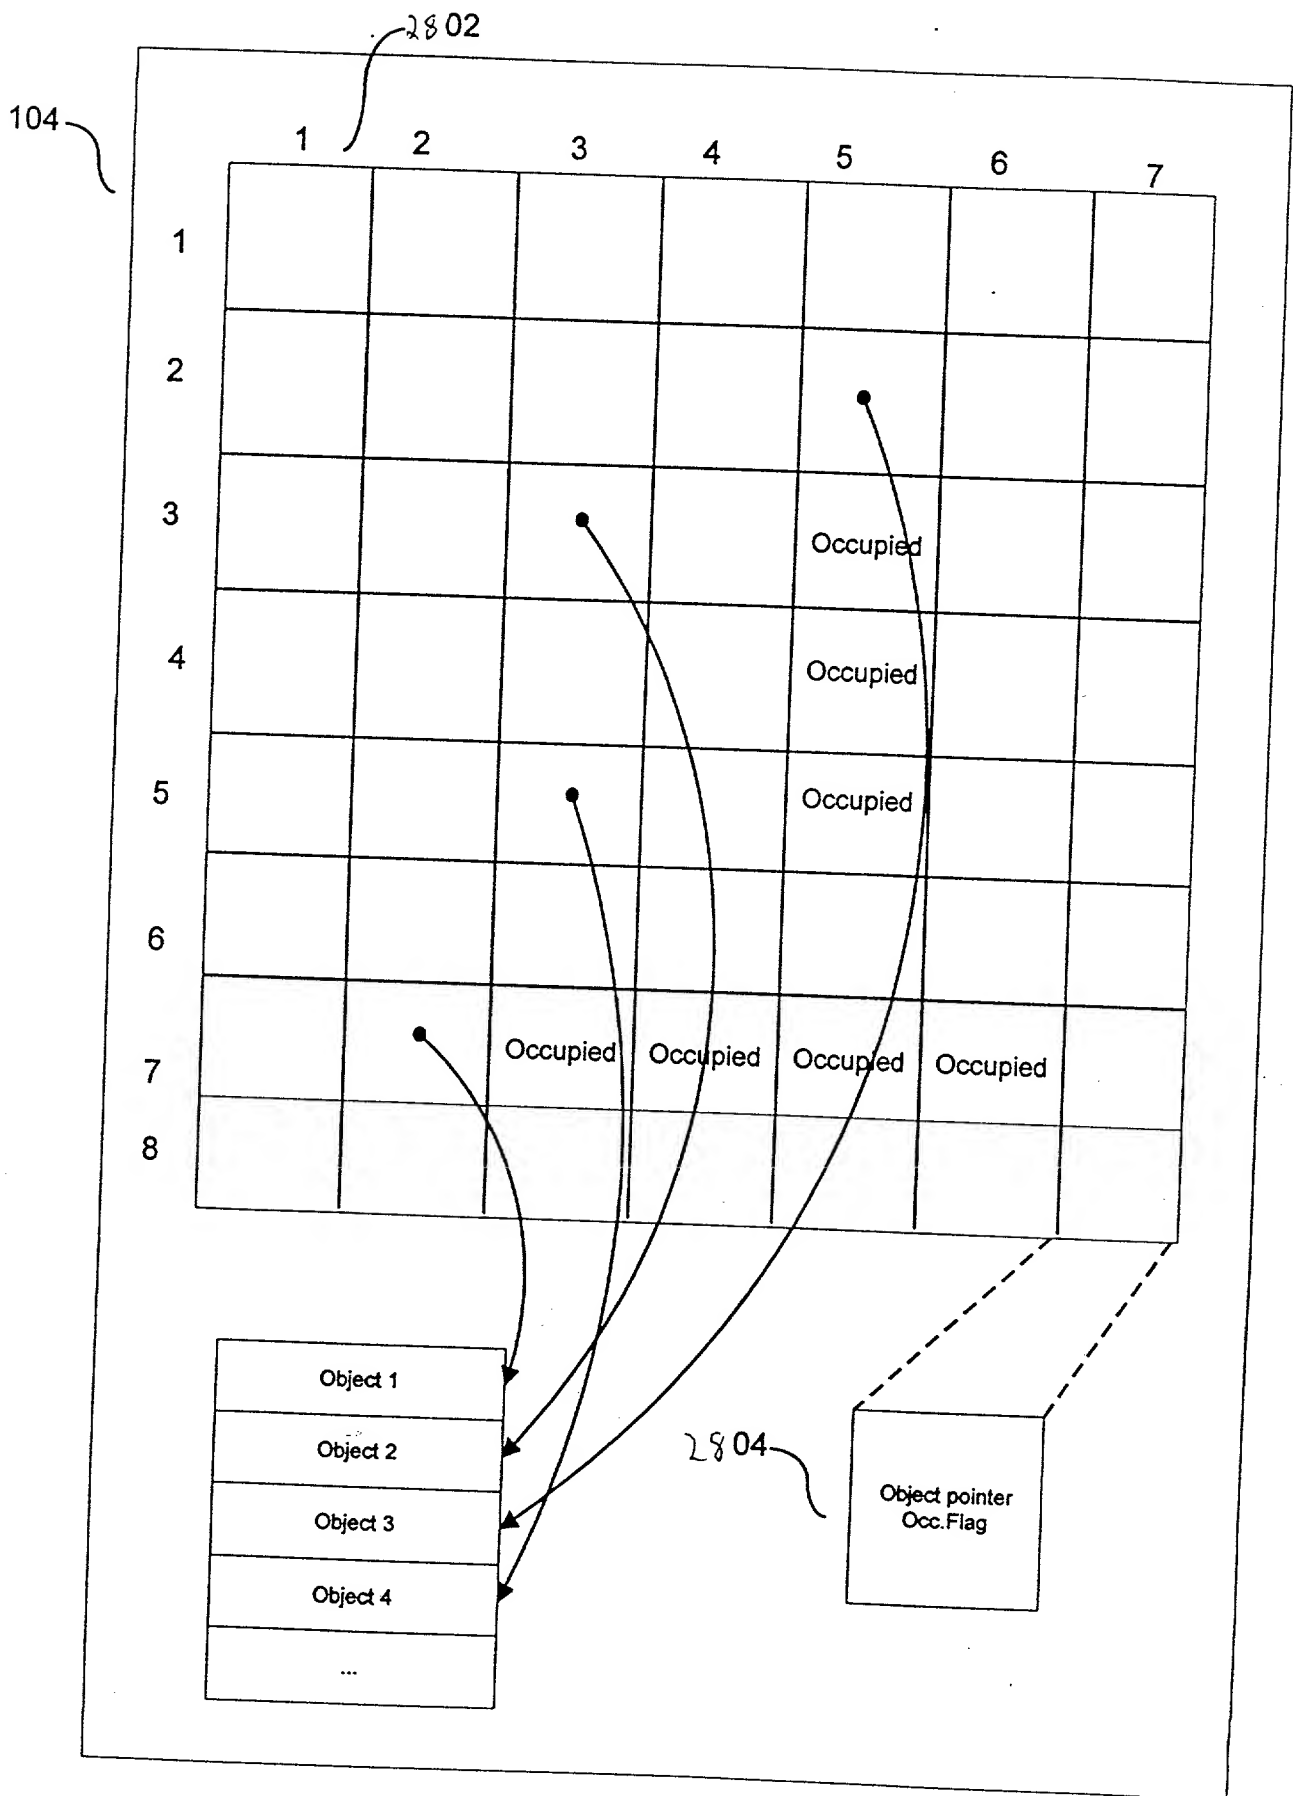 2802
104
1 2 3 4 5 6 7
1
2
3
Occupied
4
Occupied
5
Occupied
6
7
Occupied Occupied Occupied Occupied
8
Object 1
Object 2
Object 3
Object 4
...
2804
Object pointer
Occ.Flag